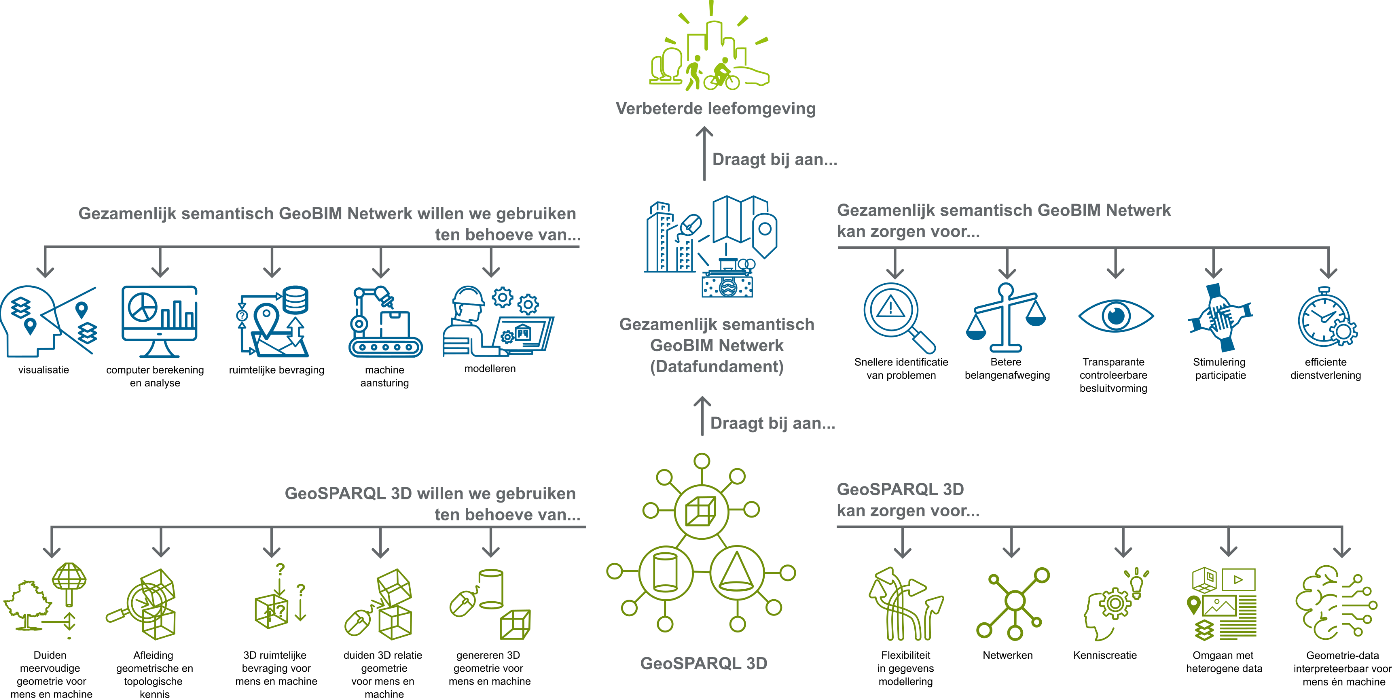 Verbeterde leefomgeving
Draagt bij aan...
Gezamenlijk semantisch GeoBIM Netwerk willen we gebruiken
ten behoeve van...
visualisatie
computer berekening
en analyse
ruimtelijke bevraging
machine
aansturing
modelleren
Gezamenlijk semantisch
GeoBIM Netwerk
(Datafundament)
Gezamenlijk semantisch GeoBIM Netwerk
kan zorgen voor...
Snellere identificatie
van problemen
Betere
belangenafweging
Transparante
controleerbare
besluitvorming
Stimulering
participatie
efficiente
dienstverlening
Draagt bij aan...
GeoSPARQL 3D willen we gebruiken
ten behoeve van...
?
?
?
?
Duiden
meervoudige
geometrie voor
mens en machine
Afleiding
geometrische en
topologische
kennis
3D ruimtelijke
bevraging voor
mens en machine
duiden 3D relatie
geometrie
voor mens en
machine
genereren 3D
geometrie voor
mens en machine
GeoSPARQL 3D
GeoSPARQL 3D
kan zorgen voor...
Flexibiliteit
in gegevens
modellering
Netwerken
Kenniscreatie
Omgaan met
heterogene data
Geometrie-data
interpreteerbaar voor
mens én machine